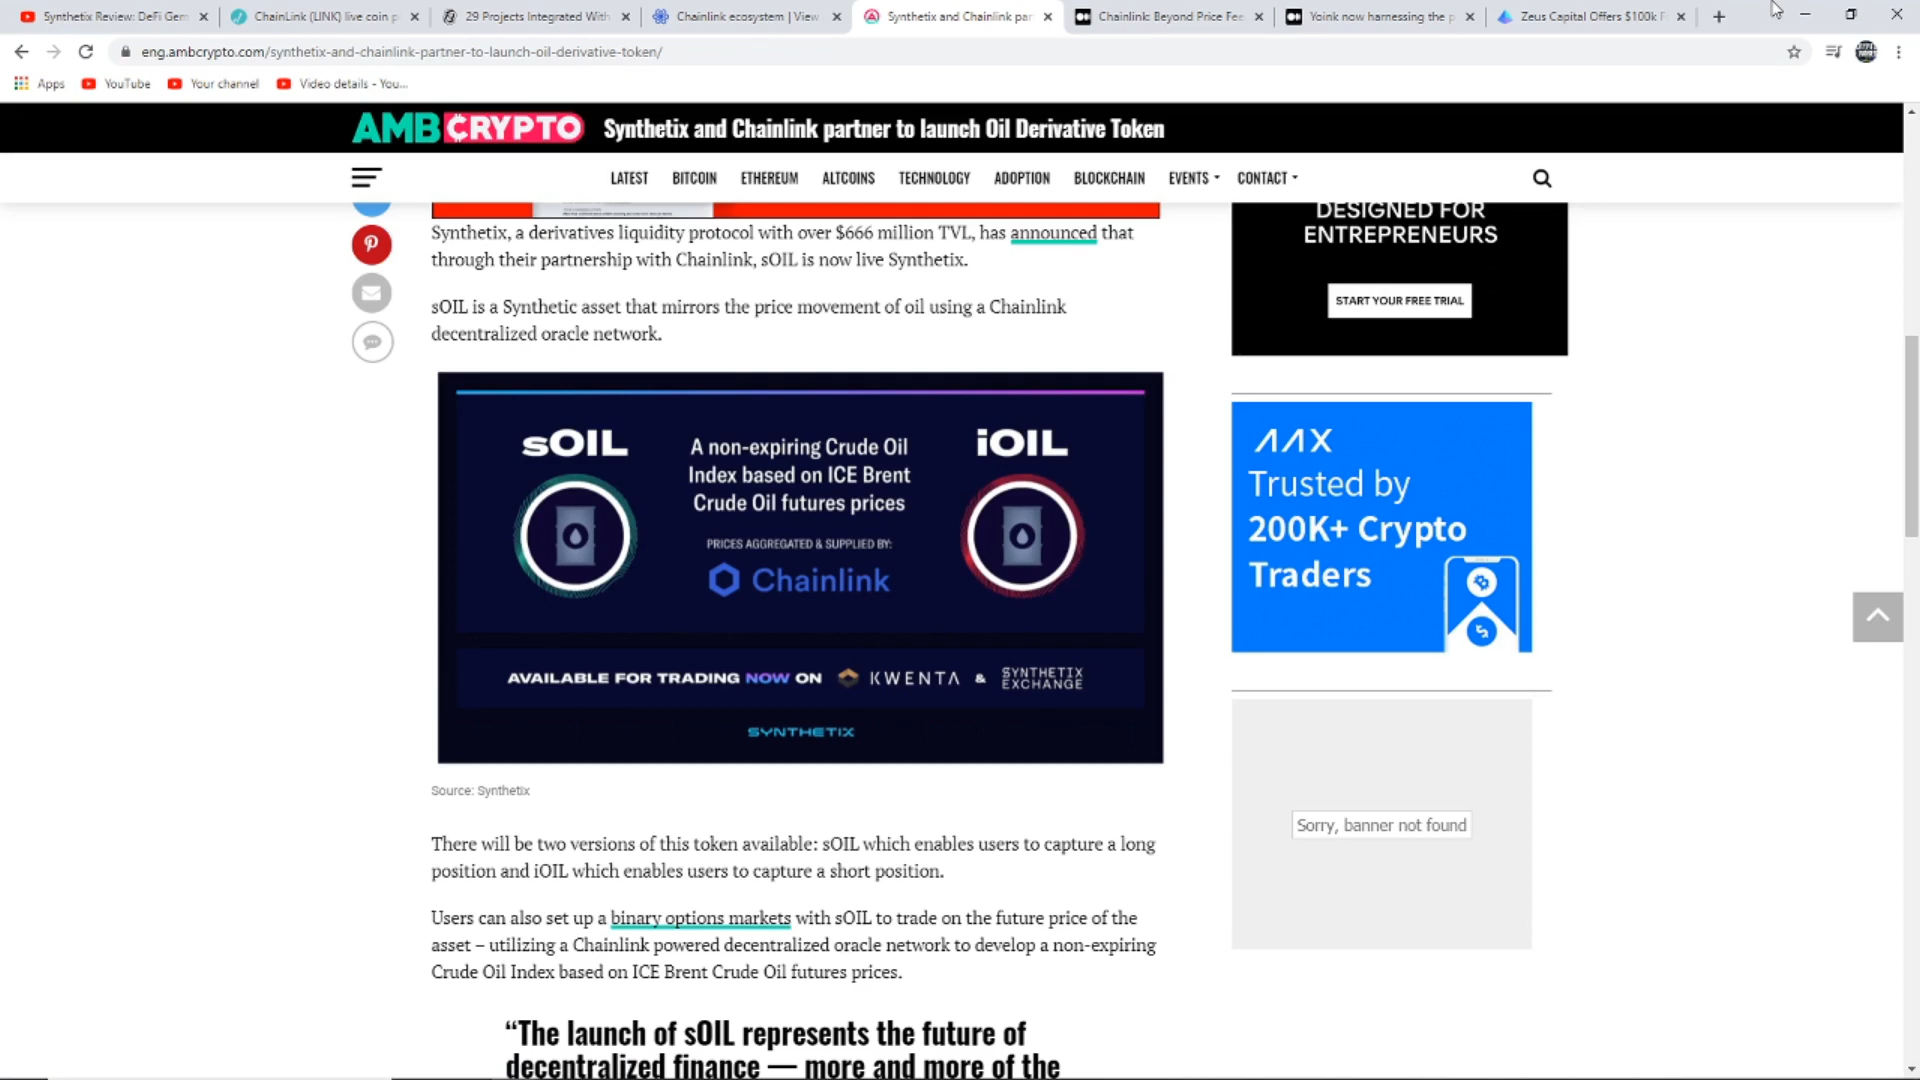 Synthetix Review: DeFi Gem
ChainLink (LINK) live coin p
29 Projects Integrated With
Chainlink ecosystem | View
Synthetix and Chainlink par
Chainlink: Beyond Price Fee
Yoink now harnessing the p
Zeus Capital Offers $100k F
eng.ambcrypto.com/synthetix-and-chainlink-partner-to-launch-oil-derivative-token/
Apps YouTube Your channel Video details - You...
AMBCRYPTO Synthetix and Chainlink partner to launch Oil Derivative Token
LATEST BITCOIN ETHEREUM ALTCOINS TECHNOLOGY ADOPTION BLOCKCHAIN EVENTS CONTACT
Synthetix, a derivatives liquidity protocol with over $666 million TVL, has announced that
through their partnership with Chainlink, sOIL is now live Synthetix.
sOIL is a Synthetic asset that mirrors the price movement of oil using a Chainlink
decentralized oracle network.
sOIL
A non-expiring Crude Oil
Index based on ICE Brent
Crude Oil futures prices
PRICES AGGREGATED & SUPPLIED BY:
Chainlink
iOIL
AVAILABLE FOR TRADING NOW ON KWENTA & SYNTHETIX
EXCHANGE
SYNTHETIX
Source: Synthetix
There will be two versions of this token available: sOIL which enables users to capture a long
position and iOIL which enables users to capture a short position.
Users can also set up a binary options markets with sOIL to trade on the future price of the
asset – utilizing a Chainlink powered decentralized oracle network to develop a non-expiring
Crude Oil Index based on ICE Brent Crude Oil futures prices.
“The launch of sOIL represents the future of
decentralized finance — more and more of the
DESIGNED FOR
ENTREPRENEURS
START YOUR FREE TRIAL
AAX
Trusted by
200K+ Crypto
Traders
Sorry, banner not found